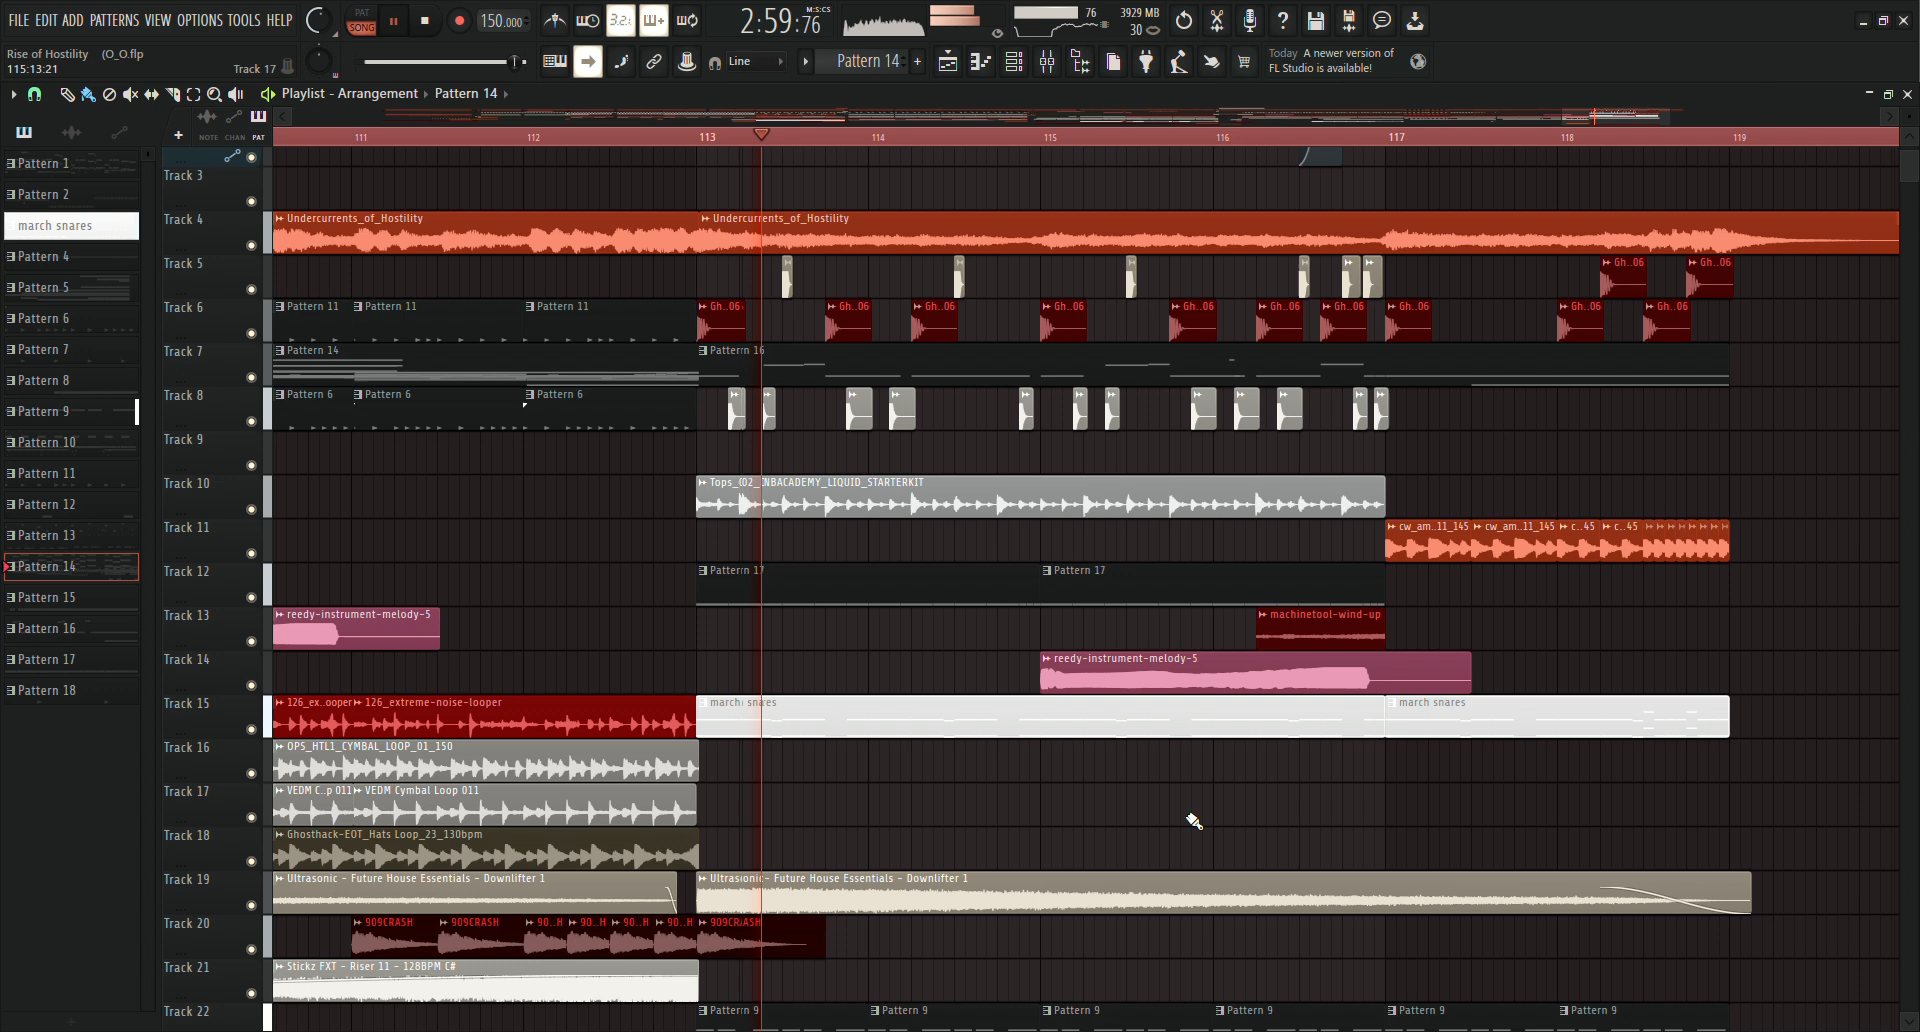 FILE EDIT ADD PATTERNS VIEW OPTIONS TOOLS HELP
PAT
SONG
150.000
3.2
2:59:76
M:S:CS
76
3929 MB
30
Rise of Hostility (O_O.flp
115:13:21
Track 17
Line
Pattern 14
Today A newer version of
FL Studio is available!
Playlist - Arrangement › Pattern 14 ›
NOTE CHAN PAT
111 112 113 114 115 116 117 118 119
Pattern 1
Pattern 2
march snares
Pattern 4
Pattern 5
Pattern 6
Pattern 7
Pattern 8
Pattern 9
Pattern 10
Pattern 11
Pattern 12
Pattern 13
Pattern 14
Pattern 15
Pattern 16
Pattern 17
Pattern 18
Track 3
Track 4
Undercurrents_of_Hostility Undercurrents_of_Hostility
Track 5
Gh..06 Gh..06
Track 6
Pattern 11 Pattern 11 Pattern 11 Gh..06 Gh..06 Gh..06 Gh..06 Gh..06 Gh..06 Gh..06 Gh..06 Gh..06 Gh..06
Track 7
Pattern 14 Pattern 16
Track 8
Pattern 6 Pattern 6 Pattern 6
Track 9
Track 10
Tops_02_DNBACADEMY_LIQUID_STARTERKIT
Track 11
cw_am..11_145 cw_am..11_145 c..45 c..45
Track 12
Pattern 17 Pattern 17
Track 13
reedy-instrument-melody-5 machinetool-wind-up
Track 14
reedy-instrument-melody-5
Track 15
126_ex..ooper 126_extreme-noise-looper march snares march snares
Track 16
OPS_HTL1_CYMBAL_LOOP_01_150
Track 17
VEDM C..p 011 VEDM Cymbal Loop 011
Track 18
Ghosthack-EOT_Hats Loop_23_130bpm
Track 19
Ultrasonic - Future House Essentials - Downlifter 1 Ultrasonic - Future House Essentials - Downlifter 1
Track 20
909CRASH 909CRASH 90..H 90..H 90..H 90..H 909CRASH
Track 21
Stickz FXT - Riser 11 - 128BPM C#
Track 22
Pattern 9 Pattern 9 Pattern 9 Pattern 9 Pattern 9 Pattern 9